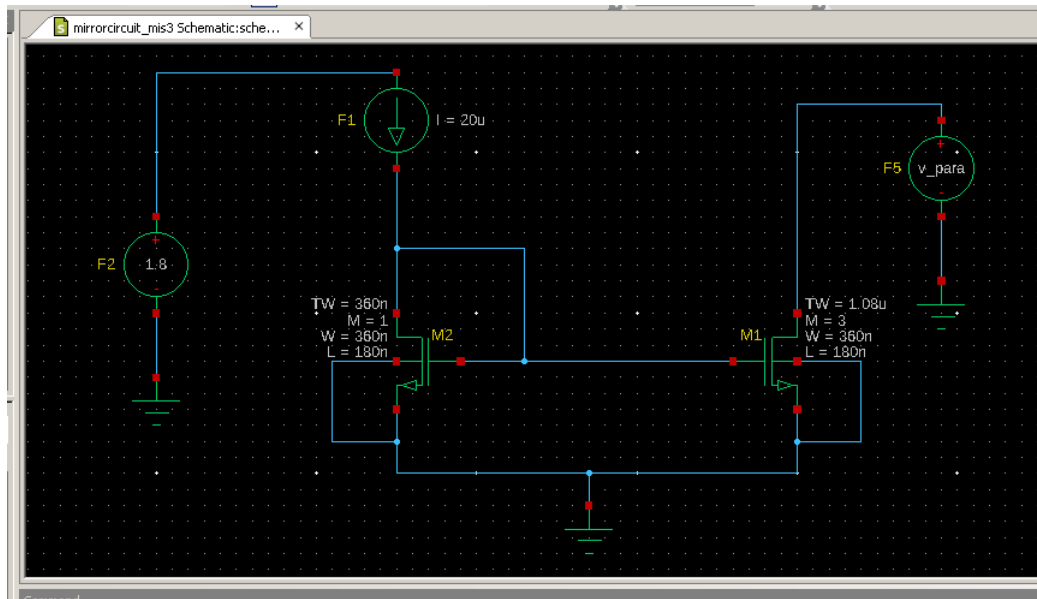 S mirrorcircuit_mis3 Schematic:sche... ×
F1
I = 20u
+
F5
v_para
-
+
F2
1.8
-
TW = 360n
M = 1
W = 360n
L = 180n
M2
M1
TW = 1.08u
M = 3
W = 360n
L = 180n
Command